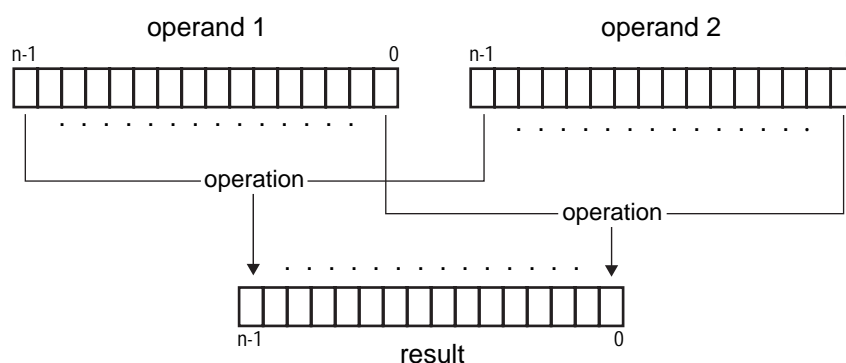 operand 1
operand 2
n-1
0
n-1
operation
operation
n-1
0
result